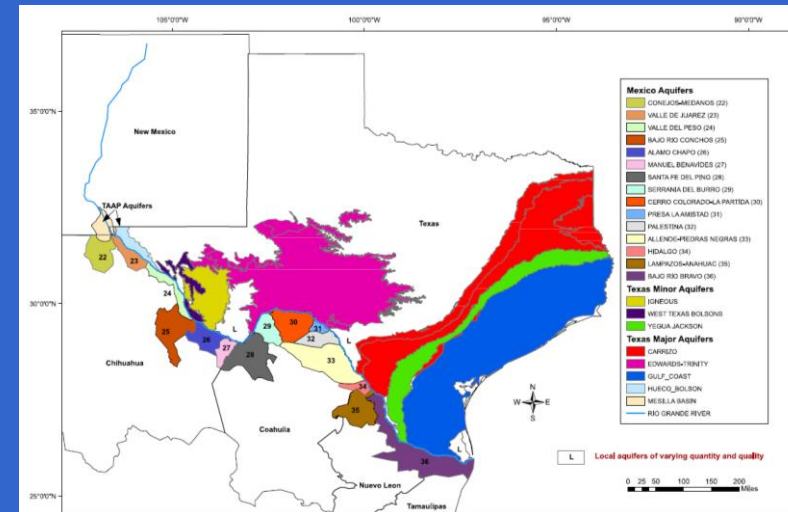 105°0'0"W
100°0'0"W
95°0'0"W
90°0'0"W
35°0'0"N
30°0'0"N
25°0'0"N
New Mexico
TAAP Aquifers
Texas
22
23
24
25
26
27
28
29
30
31
32
33
34
35
36
L
L
L
Chihuahua
Coahuila
Nuevo Leon
Tamaulipas
Mexico Aquifers
CONEJOS-MEDANOS (22)
VALLE DE JUAREZ (23)
VALLE DEL PESO (24)
BAJO RIO CONCHOS (25)
ALAMO CHAPO (26)
MANUEL BENAVIDES (27)
SANTA FE DEL PINO (28)
SERRANIA DEL BURRO (29)
CERRO COLORADO-LA PARTIDA (30)
PRESA LA AMISTAD (31)
PALESTINA (32)
ALLENDE-PIEDRAS NEGRAS (33)
HIDALGO (34)
LAMPAZOS-ANAHUAC (35)
BAJO RIO BRAVO (36)
Texas Minor Aquifers
IGNEOUS
WEST TEXAS BOLSONS
YEGUA JACKSON
Texas Major Aquifers
CARRIZO
EDWARDS-TRINITY
GULF_COAST
HUECO_BOLSON
MESILLA BASIN
RIO GRANDE RIVER
N
W E
S
L Local aquifers of varying quantity and quality
0 25 50 100 150 200
Miles